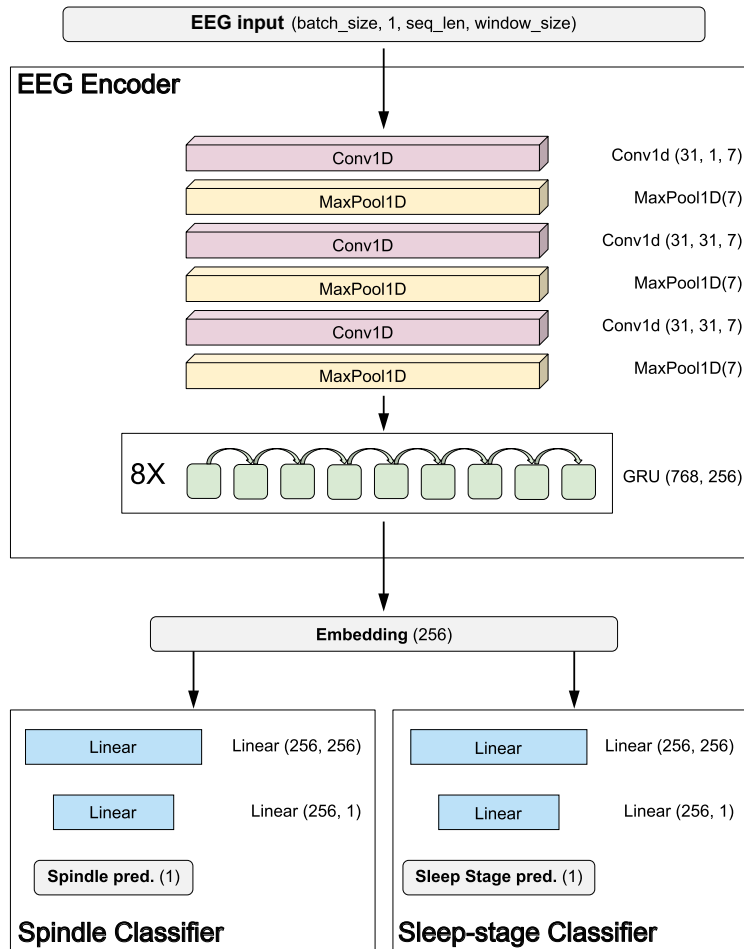 EEG input (batch_size, 1, seq_len, window_size)
EEG Encoder
Conv1D Conv1d (31, 1, 7)
MaxPool1D MaxPool1D(7)
Conv1D Conv1d (31, 31, 7)
MaxPool1D MaxPool1D(7)
Conv1D Conv1d (31, 31, 7)
MaxPool1D MaxPool1D(7)
8X GRU (768, 256)
Embedding (256)
Linear Linear (256, 256)
Linear Linear (256, 1)
Spindle pred. (1)
Spindle Classifier
Linear Linear (256, 256)
Linear Linear (256, 1)
Sleep Stage pred. (1)
Sleep-stage Classifier